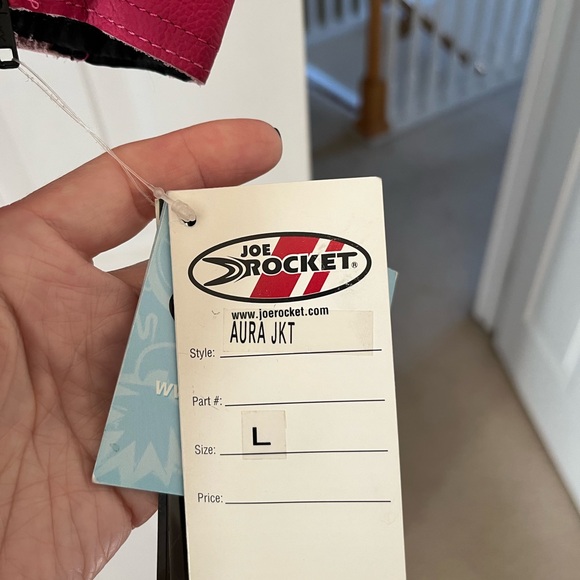 JOE
ROCKET®
www.joerocket.com
AURA JKT
Style:
Part #:
Size: L
Price: